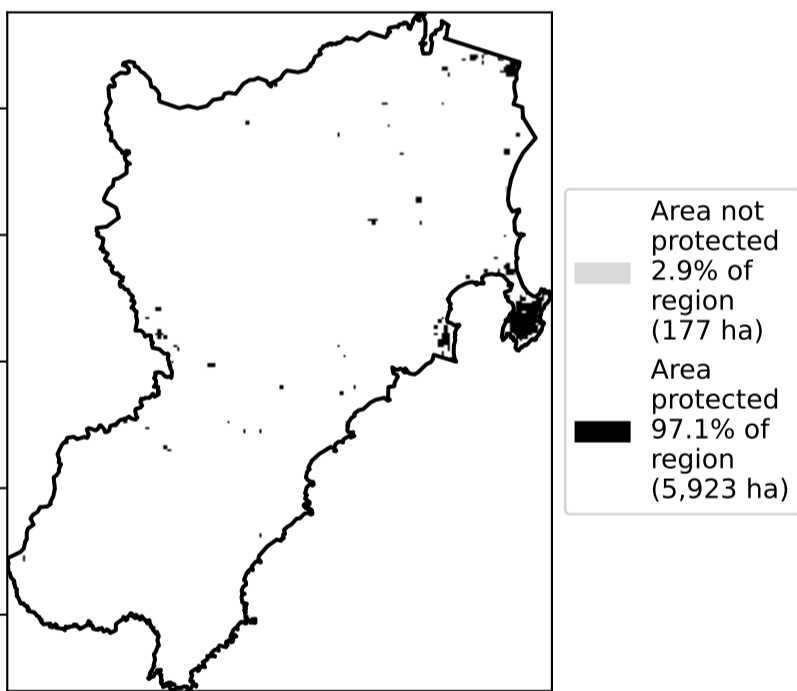 Area not
protected
2.9% of
region
(177 ha)
Area
protected
97.1% of
region
(5,923 ha)